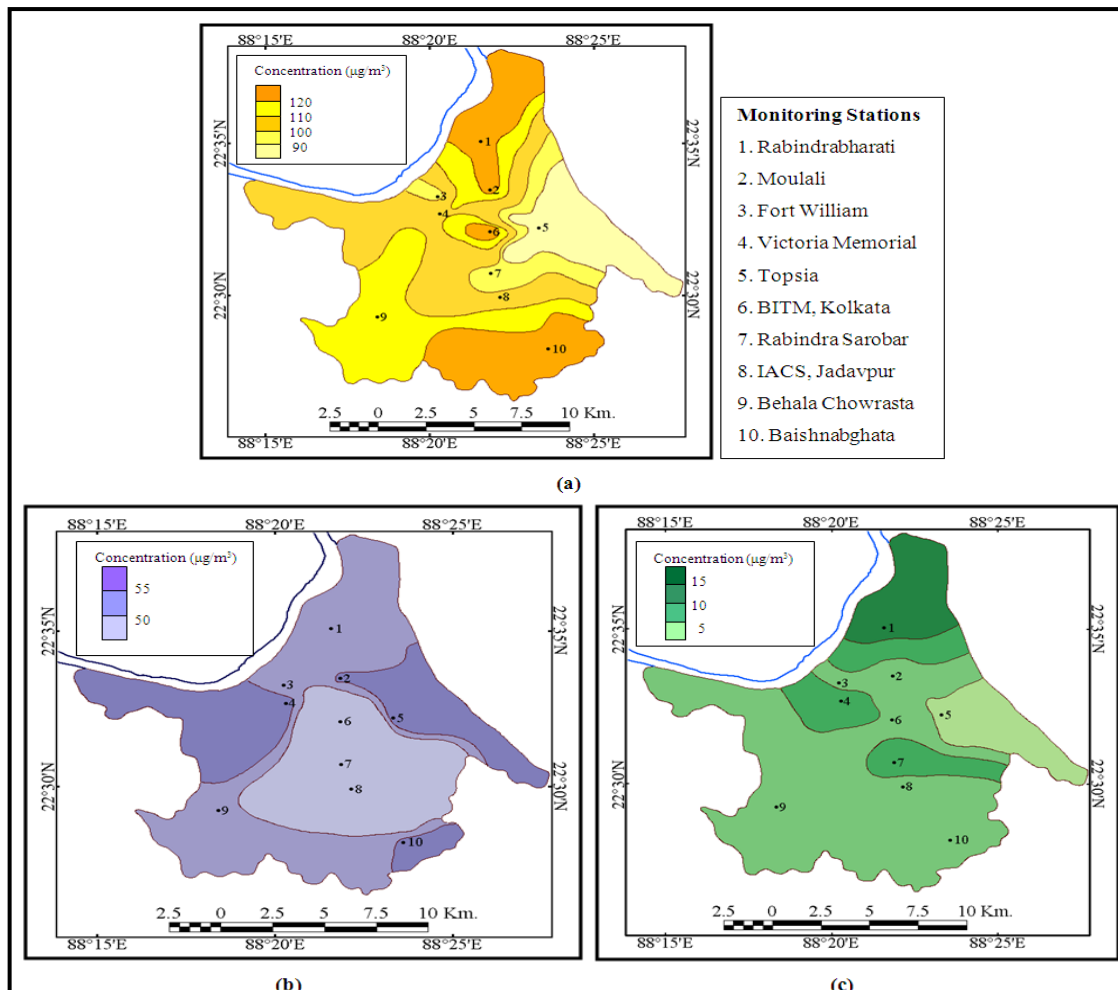 88°15'E 88°20'E 88°25'E
Concentration (µg/m³)
120
110
100
90
22°35'N
22°35'N
22°30'N
22°30'N
1
2
3
4
5
6
7
8
9
10
2.5 0 2.5 5 7.5 10 Km.
88°15'E 88°20'E 88°25'E
Monitoring Stations
1. Rabindrabharati
2. Moulali
3. Fort William
4. Victoria Memorial
5. Topsia
6. BITM, Kolkata
7. Rabindra Sarobar
8. IACS, Jadavpur
9. Behala Chowrasta
10. Baishnabghata
(a)
88°15'E 88°20'E 88°25'E
Concentration (µg/m³)
55
50
22°35'N
22°35'N
22°30'N
22°30'N
1
2
3
4
5
6
7
8
9
10
2.5 0 2.5 5 7.5 10 Km.
88°15'E 88°20'E 88°25'E
(b)
88°15'E 88°20'E 88°25'E
Concentration (µg/m³)
15
10
5
22°35'N
22°35'N
22°30'N
22°30'N
1
2
3
4
5
6
7
8
9
10
2.5 0 2.5 5 7.5 10 Km.
88°15'E 88°20'E 88°25'E
(c)